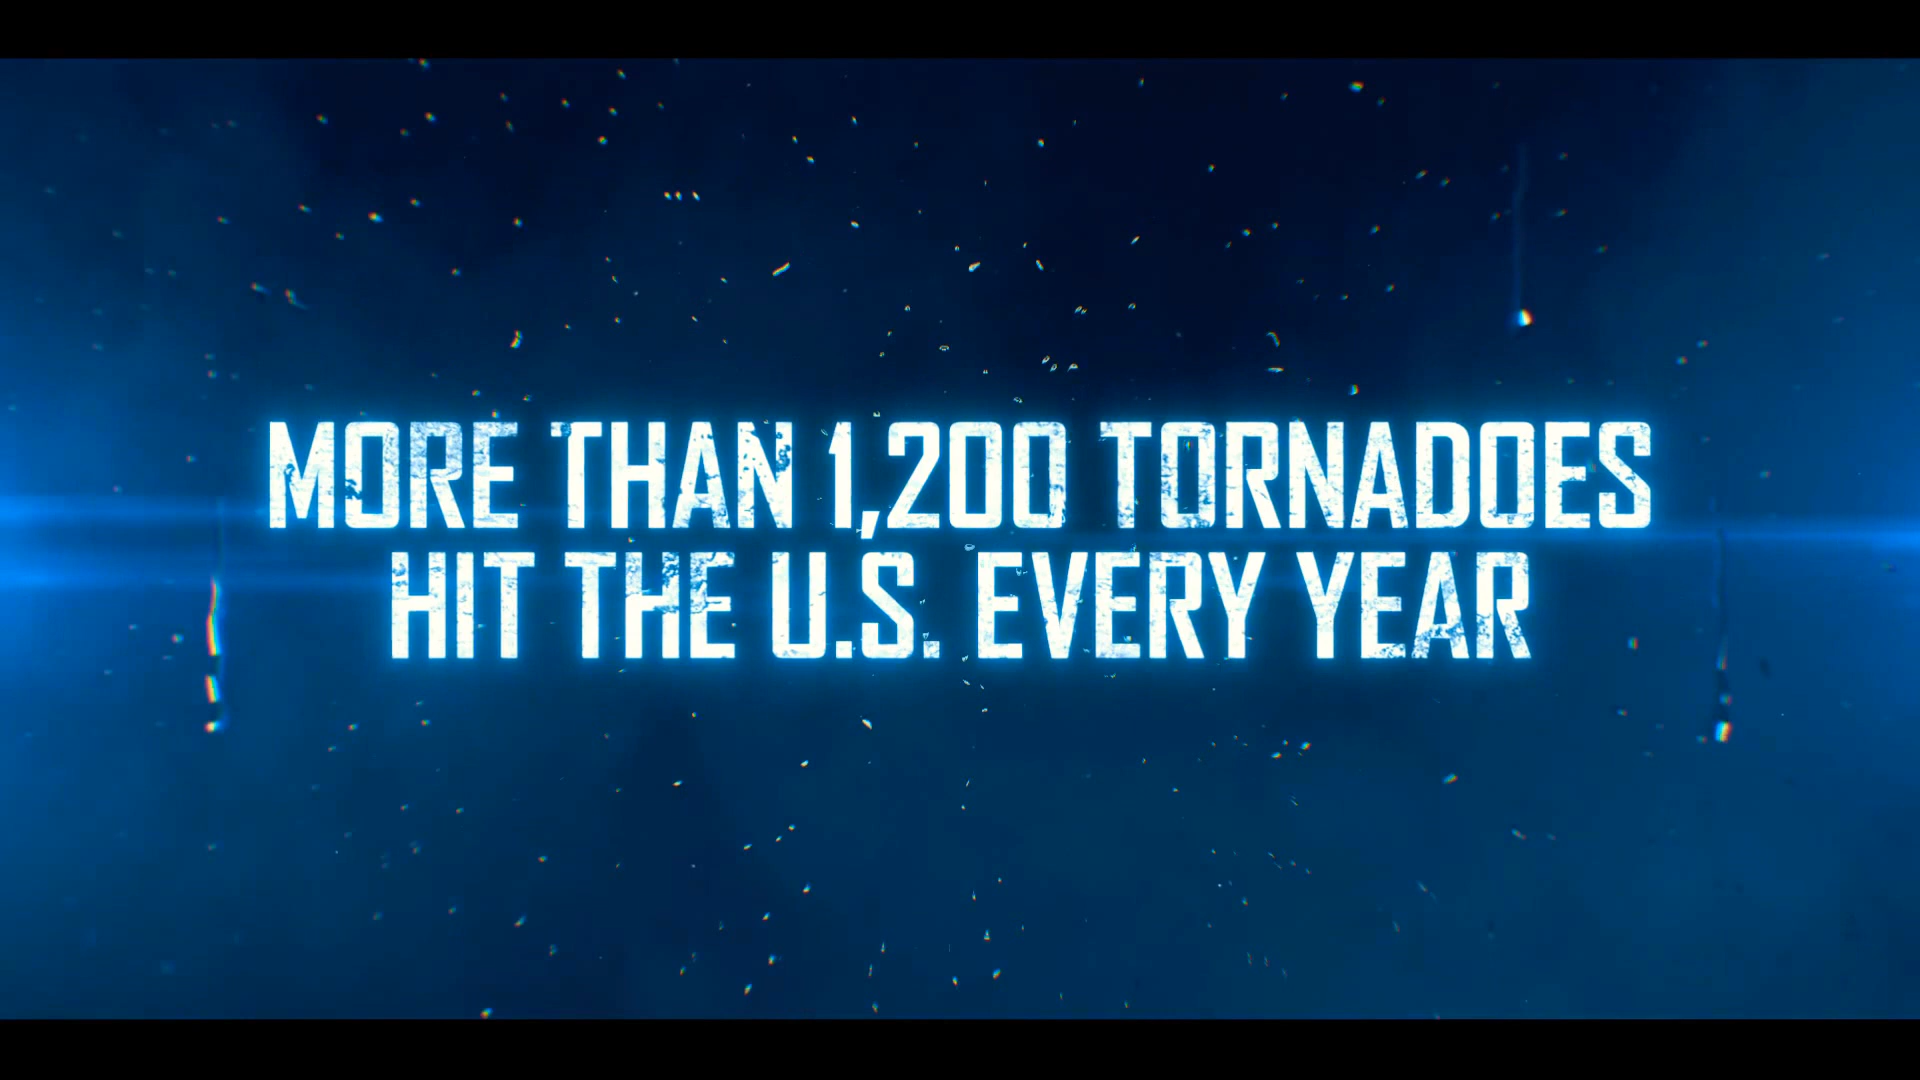 MORE THAN 1,200 TORNADOES
HIT THE U.S. EVERY YEAR